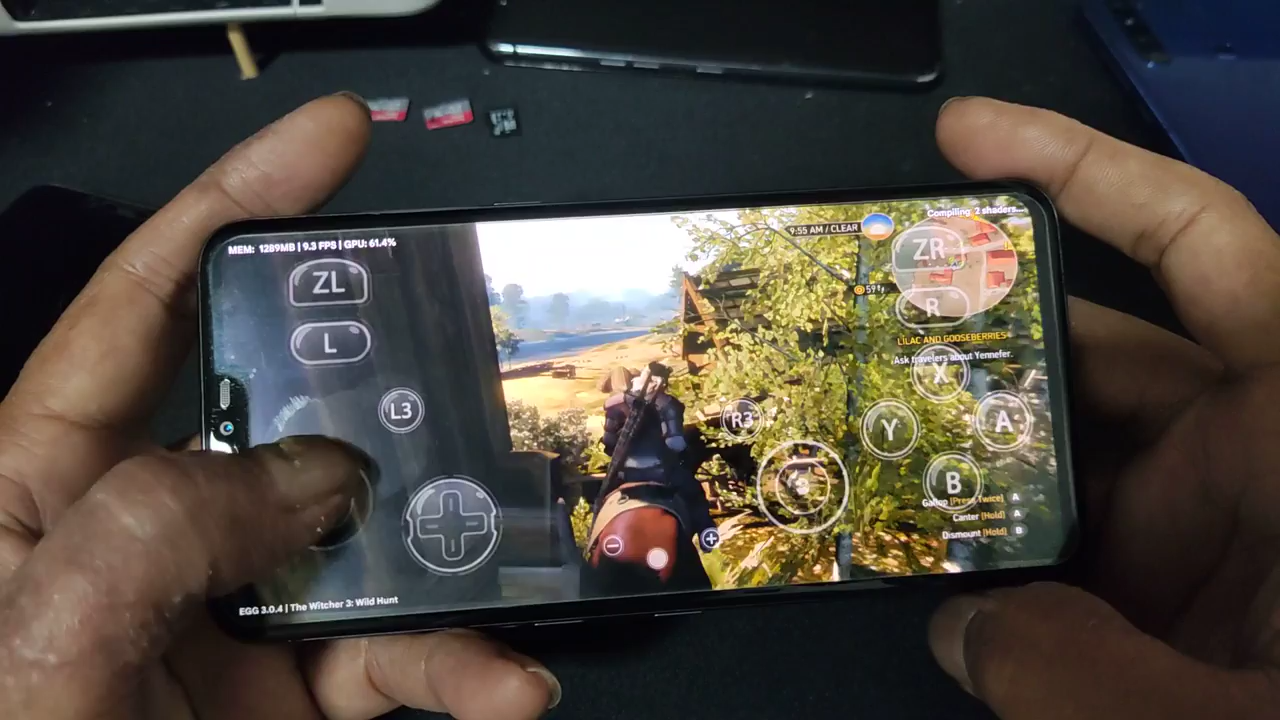 Compiling: 2 shaders...
MEM: 1289MB | 9.3 FPS | GPU: 61.4%
9:55 AM / CLEAR
ZL
ZR
59
L
R
LILAC AND GOOSEBERRIES
Ask travelers about Yennefer.
X
L3
R3
Y
A
B
Gallop [Press Twice] A
Canter [Hold] A
Dismount [Hold] B
EGG 3.0.4 | The Witcher 3: Wild Hunt